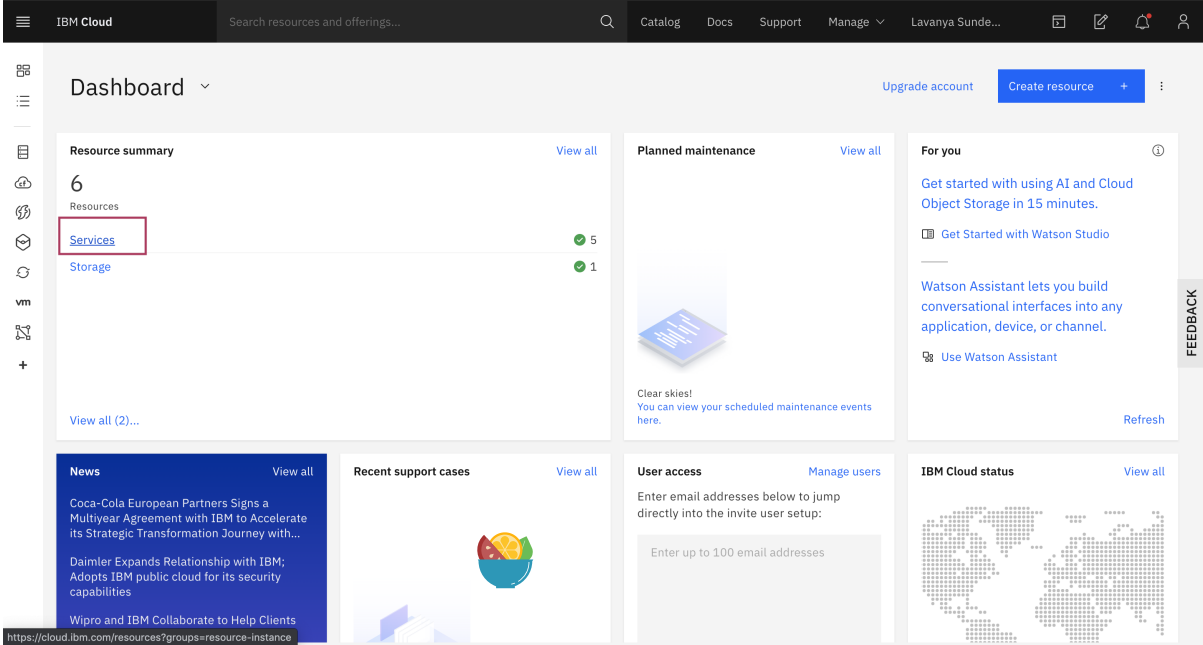 IBM Cloud
Search resources and offerings...
Catalog
Docs
Support
Manage
Lavanya Sunde...
Dashboard
Upgrade account
Create resource +
Resource summary
View all
6
Resources
Services
5
Storage
1
View all (2)...
Planned maintenance
View all
Clear skies!
You can view your scheduled maintenance events
here.
For you
Get started with using AI and Cloud
Object Storage in 15 minutes.
Get Started with Watson Studio
Watson Assistant lets you build
conversational interfaces into any
application, device, or channel.
Use Watson Assistant
Refresh
FEEDBACK
cf
vm
News
View all
Coca-Cola European Partners Signs a
Multiyear Agreement with IBM to Accelerate
its Strategic Transformation Journey with...
Daimler Expands Relationship with IBM;
Adopts IBM public cloud for its security
capabilities
Wipro and IBM Collaborate to Help Clients
Recent support cases
View all
User access
Manage users
Enter email addresses below to jump
directly into the invite user setup:
Enter up to 100 email addresses
IBM Cloud status
View all
https://cloud.ibm.com/resources?groups=resource-instance